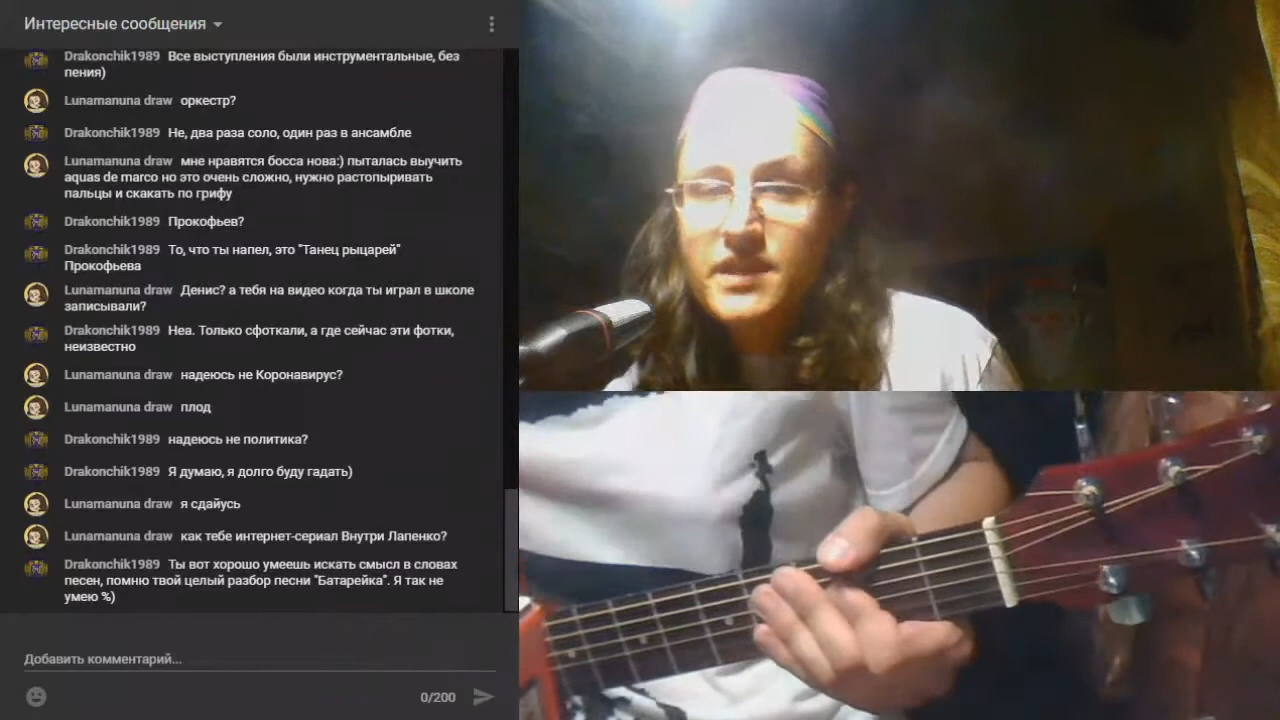 Интересные сообщения
Drakonchik1989 Все выступления были инструментальные, без
пения)
Lunamanuna draw оркестр?
Drakonchik1989 Не, два раза соло, один раз в ансамбле
Lunamanuna draw мне нравятся босса нова:) пыталась выучить
aquas de marco но это очень сложно, нужно растопыривать
пальцы и скакать по грифу
Drakonchik1989 Прокофьев?
Drakonchik1989 То, что ты напел, это "Танец рыцарей"
Прокофьева
Lunamanuna draw Денис? а тебя на видео когда ты играл в школе
записывали?
Drakonchik1989 Неа. Только сфоткали, а где сейчас эти фотки,
неизвестно
Lunamanuna draw надеюсь не Коронавирус?
Lunamanuna draw плод
Drakonchik1989 надеюсь не политика?
Drakonchik1989 Я думаю, я долго буду гадать)
Lunamanuna draw я сдайусь
Lunamanuna draw как тебе интернет-сериал Внутри Лапенко?
Drakonchik1989 Ты вот хорошо умеешь искать смысл в словах
песен, помню твой целый разбор песни "Батарейка". Я так не
умею %)
Добавить комментарий...
0/200